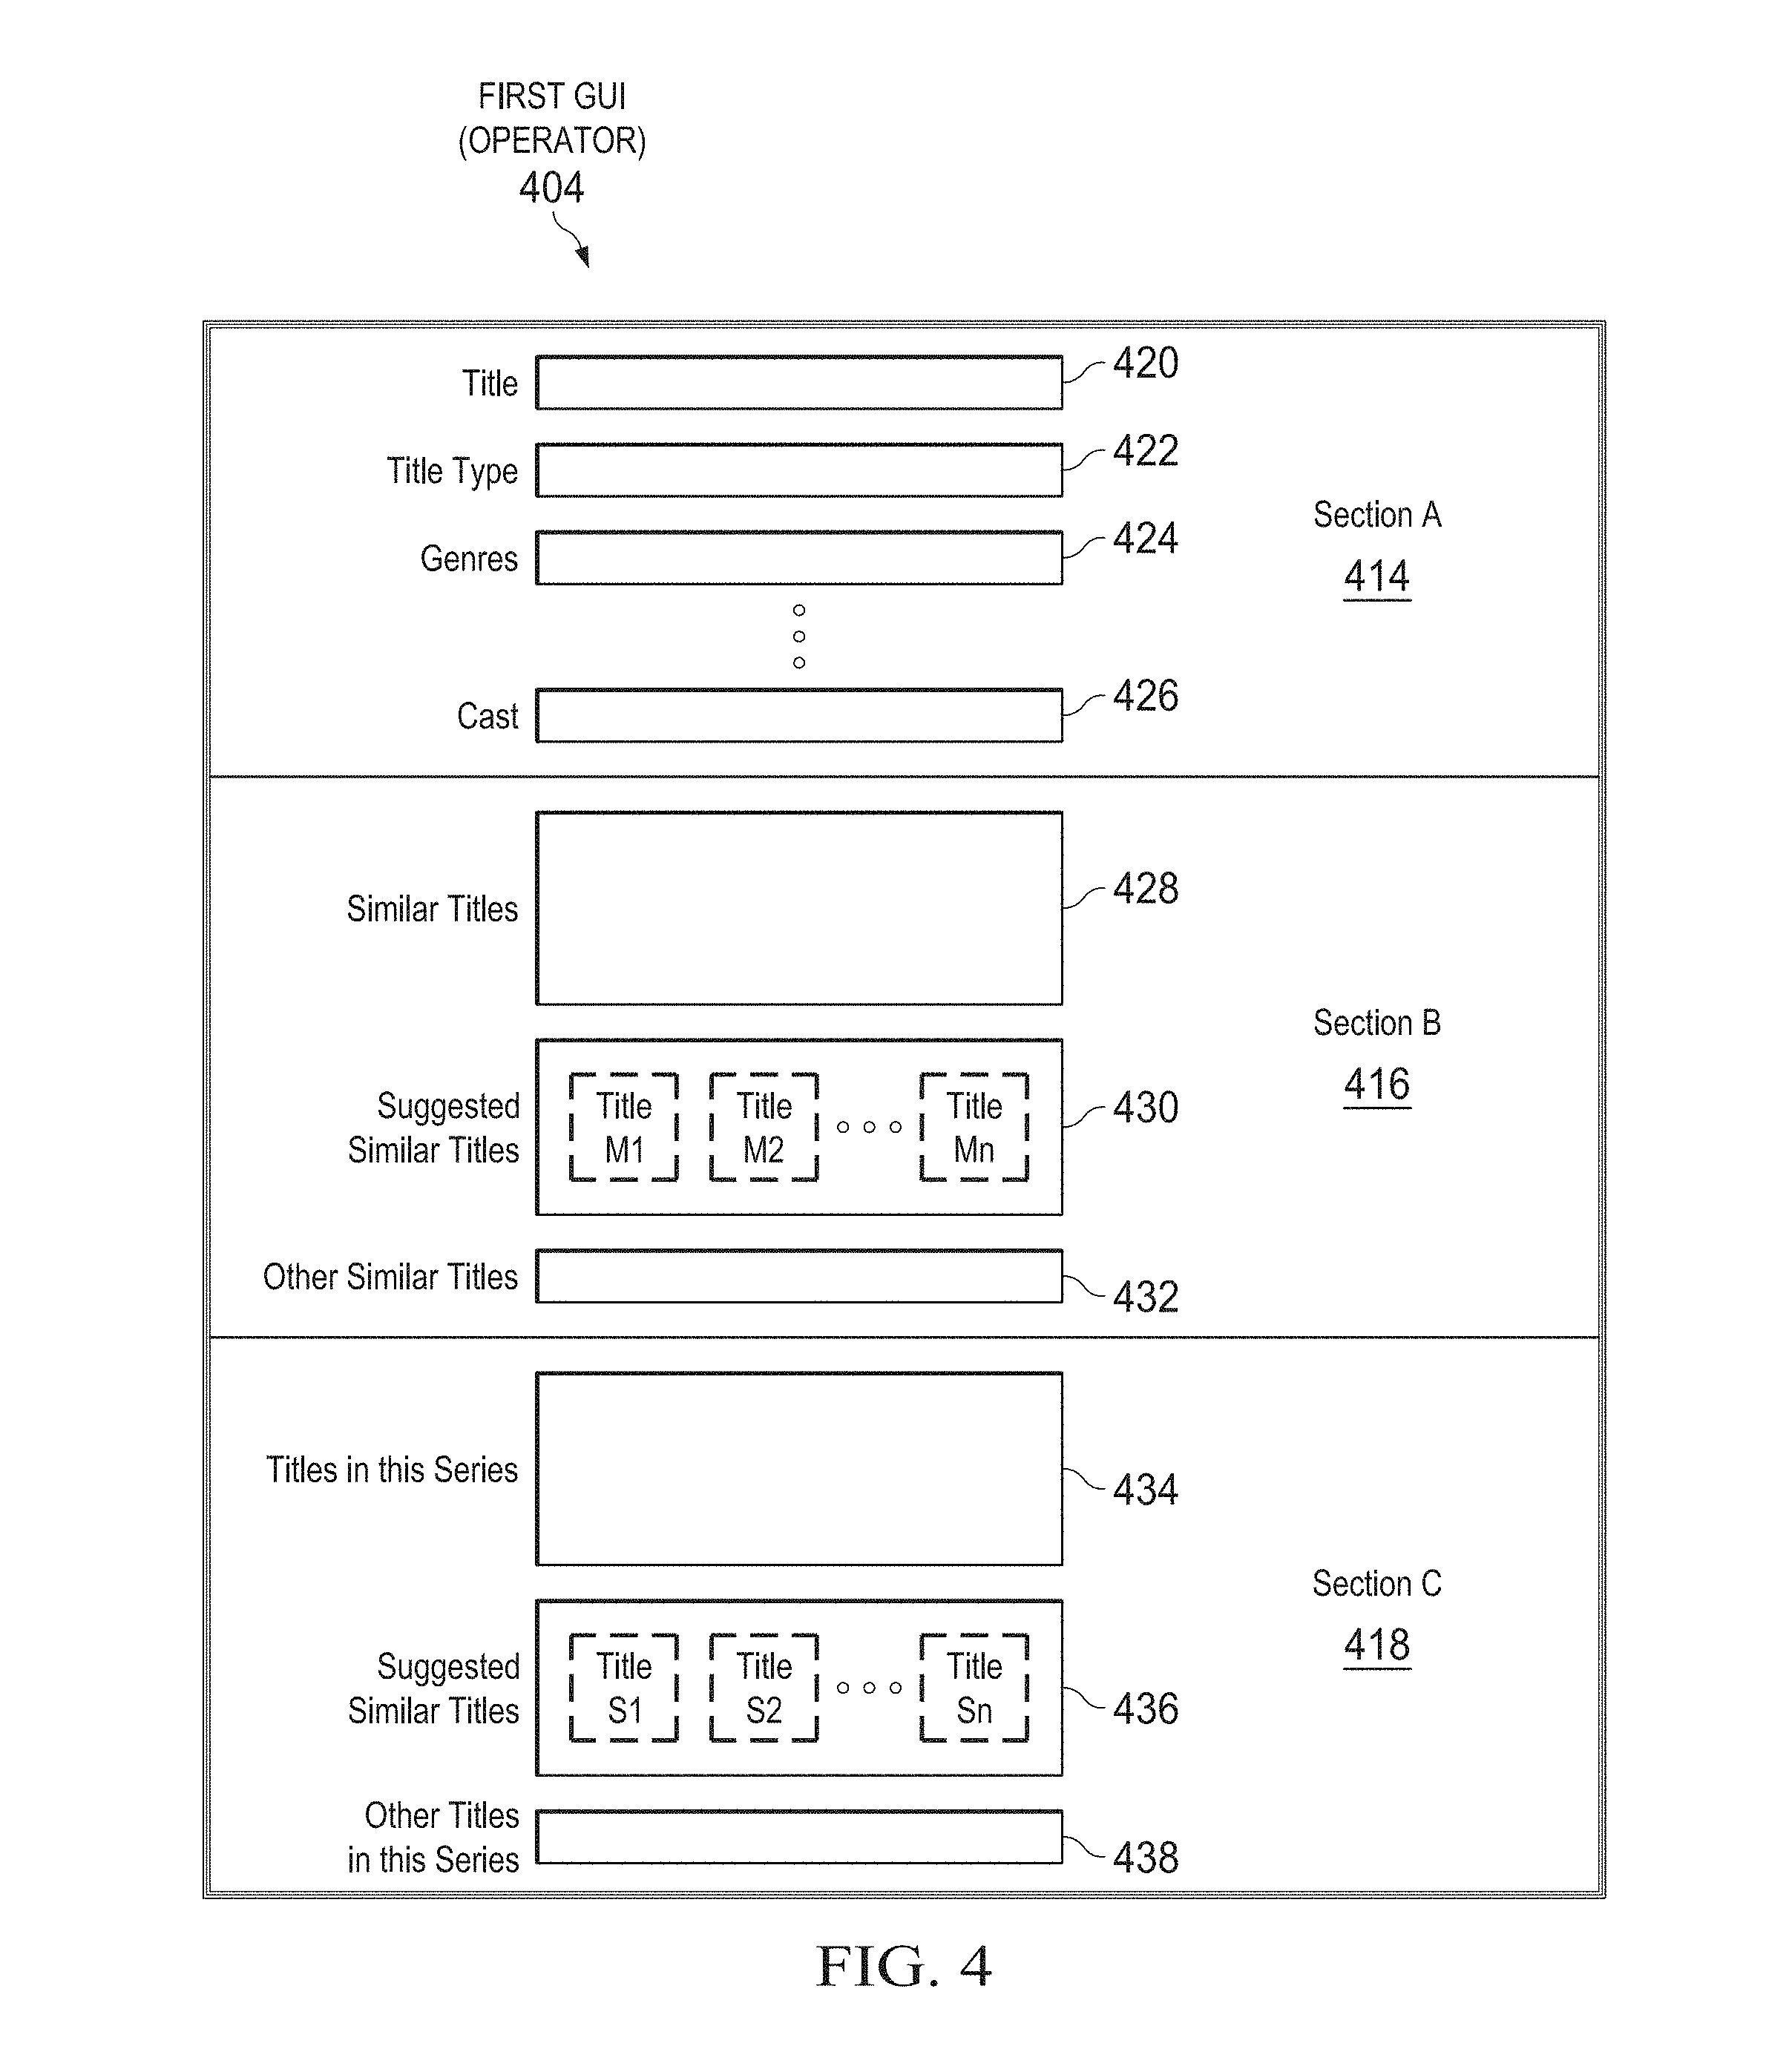 FIRST GUI
(OPERATOR)
404
Title
420
Title Type
422
Genres
424
Section A
414
Cast
426
Similar Titles
428
Section B
416
Suggested
Similar Titles
Title
M1
Title
M2
Title
Mn
430
Other Similar Titles
432
Titles in this Series
434
Section C
418
Suggested
Similar Titles
Title
S1
Title
S2
Title
Sn
436
Other Titles
in this Series
438
FIG. 4